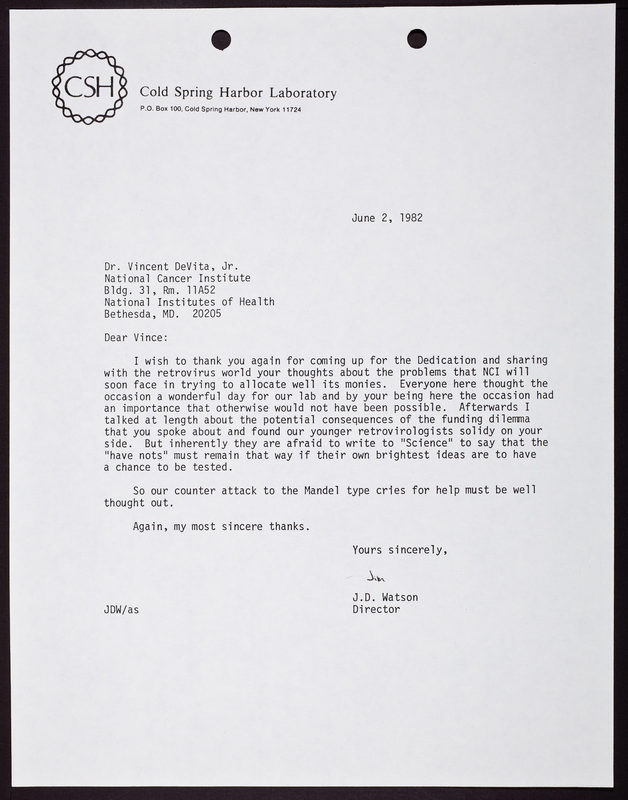 CSH
Cold Spring Harbor Laboratory
P.O. Box 100, Cold Spring Harbor, New York 11724
June 2, 1982
Dr. Vincent DeVita, Jr.
National Cancer Institute
Bldg. 31, Rm. 11A52
National Institutes of Health
Bethesda, MD.  20205
Dear Vince:
I wish to thank you again for coming up for the Dedication and sharing
with the retrovirus world your thoughts about the problems that NCI will
soon face in trying to allocate well its monies.  Everyone here thought the
occasion a wonderful day for our lab and by your being here the occasion had
an importance that otherwise would not have been possible.  Afterwards I
talked at length about the potential consequences of the funding dilemma
that you spoke about and found our younger retrovirologists solidy on your
side.  But inherently they are afraid to write to "Science" to say that the
"have nots" must remain that way if their own brightest ideas are to have
a chance to be tested.
So our counter attack to the Mandel type cries for help must be well
thought out.
Again, my most sincere thanks.
Yours sincerely,
Jim
J.D. Watson
JDW/as Director